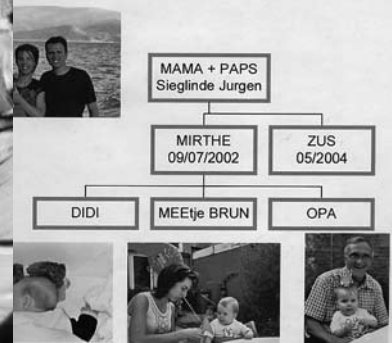 MAMA + PAPS
Sieglinde Jurgen
MIRTHE
09/07/2002
ZUS
05/2004
DIDI
MEEtje BRUN
OPA